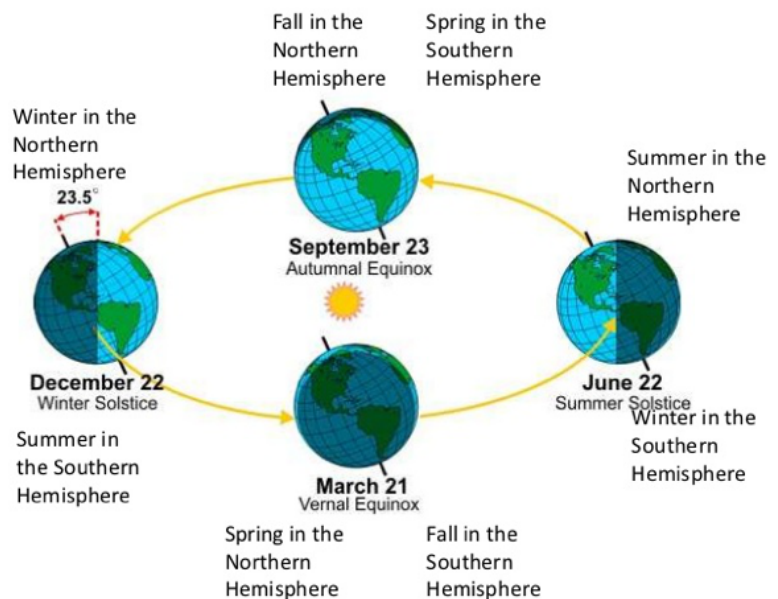 Fall in the
Northern
Hemisphere
Spring in the
Southern
Hemisphere
Winter in the
Northern
Hemisphere
23.5°
Summer in the
Northern
Hemisphere
September 23
Autumnal Equinox
December 22
Winter Solstice
June 22
Summer Solstice
Summer in
the Southern
Hemisphere
Winter in the
Southern
Hemisphere
March 21
Vernal Equinox
Spring in the
Northern
Hemisphere
Fall in the
Southern
Hemisphere